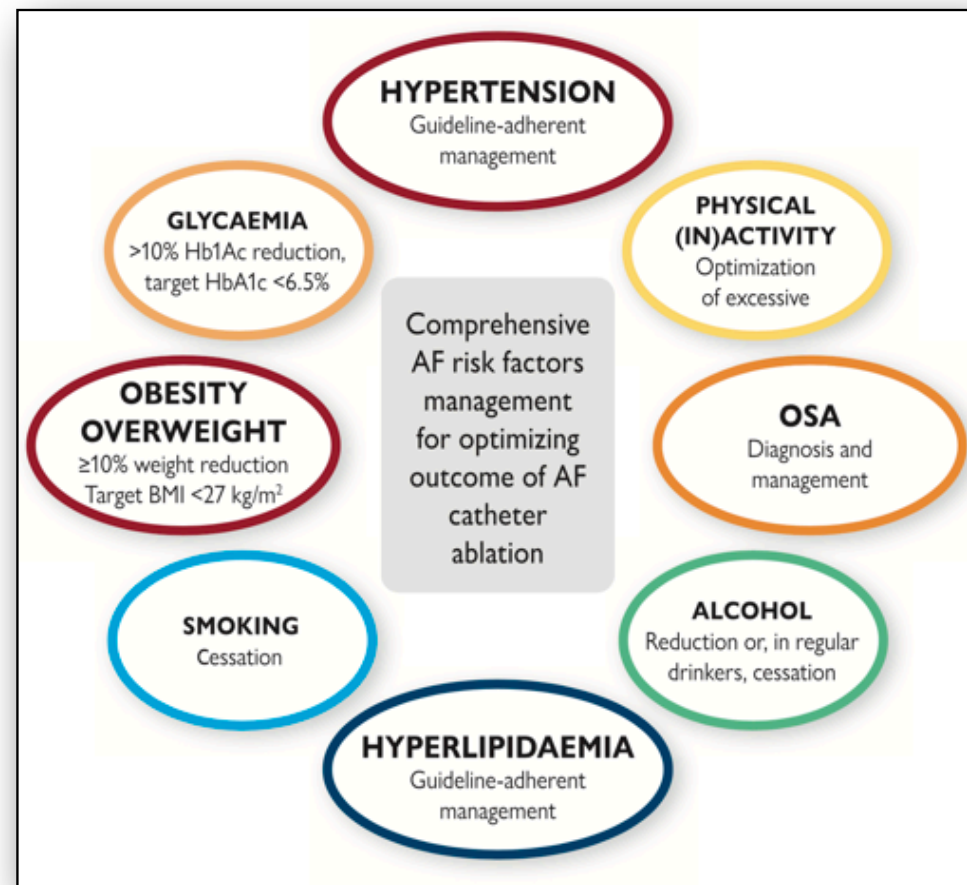 HYPERTENSION
Guideline-adherent
management
GLYCAEMIA
>10% Hb1Ac reduction,
target HbA1c <6.5%
PHYSICAL
(IN)ACTIVITY
Optimization
of excessive
Comprehensive
AF risk factors
management
for optimizing
outcome of AF
catheter
ablation
OBESITY
OVERWEIGHT
≥10% weight reduction
Target BMI <27 kg/m²
OSA
Diagnosis and
management
SMOKING
Cessation
ALCOHOL
Reduction or, in regular
drinkers, cessation
HYPERLIPIDAEMIA
Guideline-adherent
management